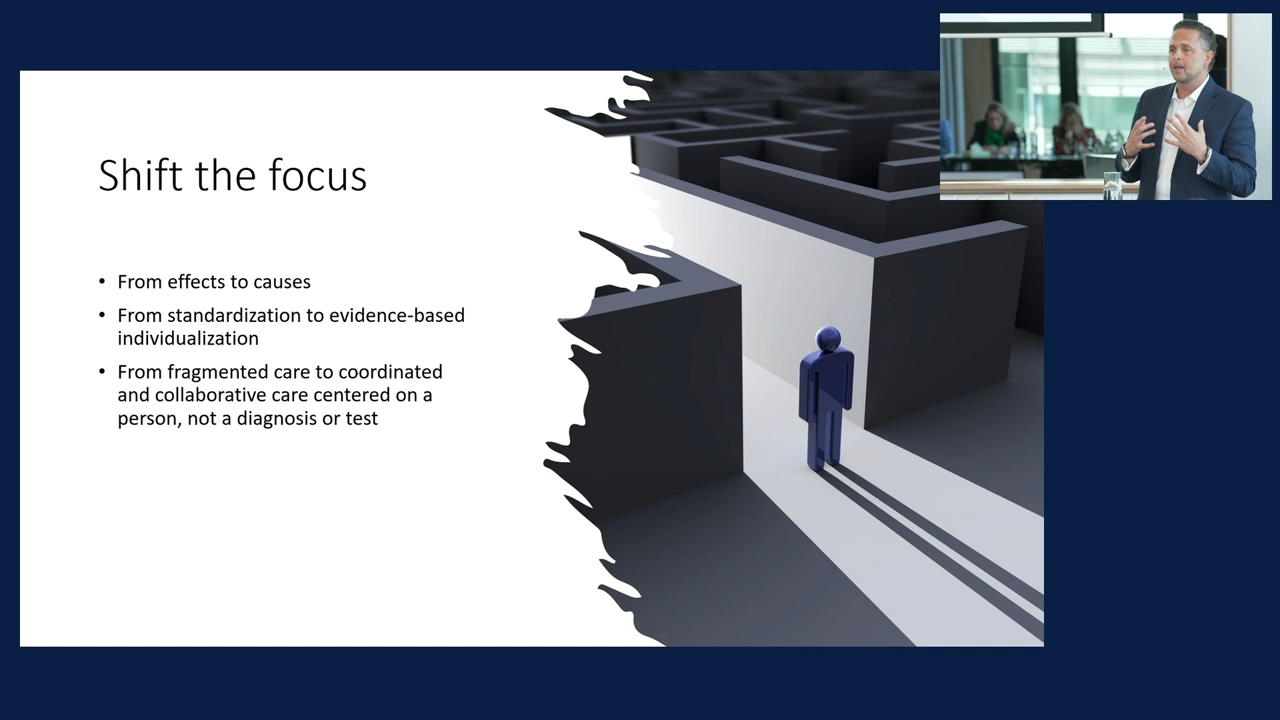 Shift the focus
• From effects to causes
• From standardization to evidence-based
individualization
• From fragmented care to coordinated
and collaborative care centered on a
person, not a diagnosis or test